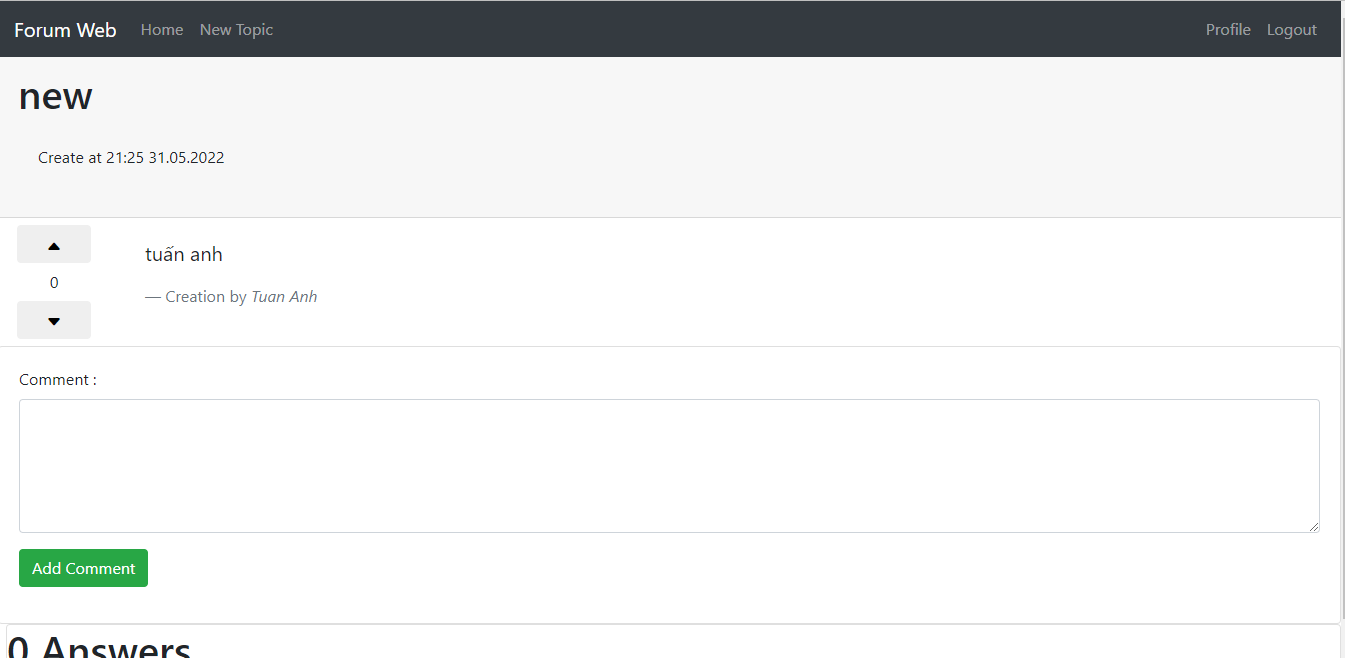 Forum Web Home New Topic Profile Logout
new
Create at 21:25 31.05.2022
0
tuấn anh
— Creation by Tuan Anh
Comment :
Add Comment
0 Answers